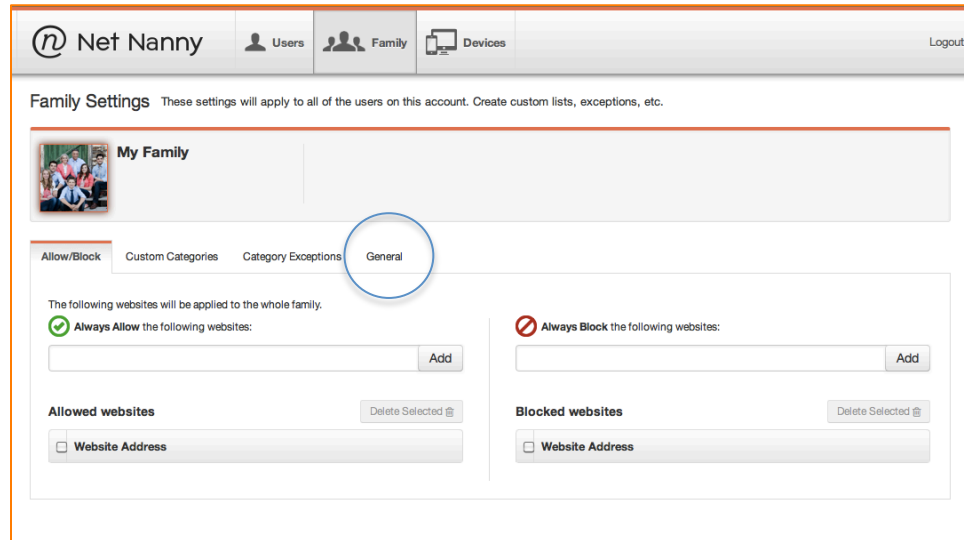 n Net Nanny Users Family Devices Logout
Family Settings These settings will apply to all of the users on this account. Create custom lists, exceptions, etc.
My Family
Allow/Block Custom Categories Category Exceptions General
The following websites will be applied to the whole family.
Always Allow the following websites: Always Block the following websites:
Add Add
Allowed websites Delete Selected Blocked websites Delete Selected
Website Address Website Address